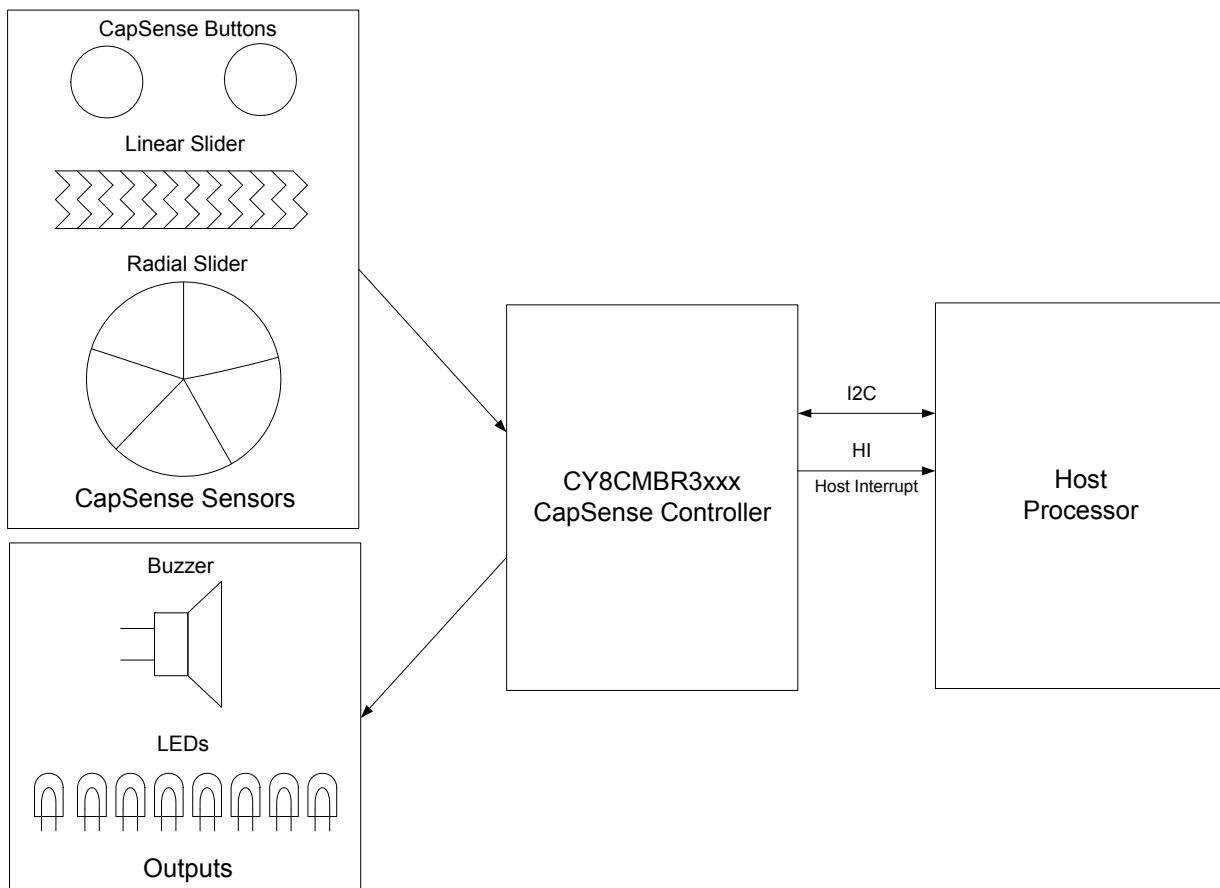 CapSense Buttons
Linear Slider
Radial Slider
CapSense Sensors
Buzzer
LEDs
Outputs
CY8CMBR3xxx
CapSense Controller
I2C
HI
Host Interrupt
Host
Processor